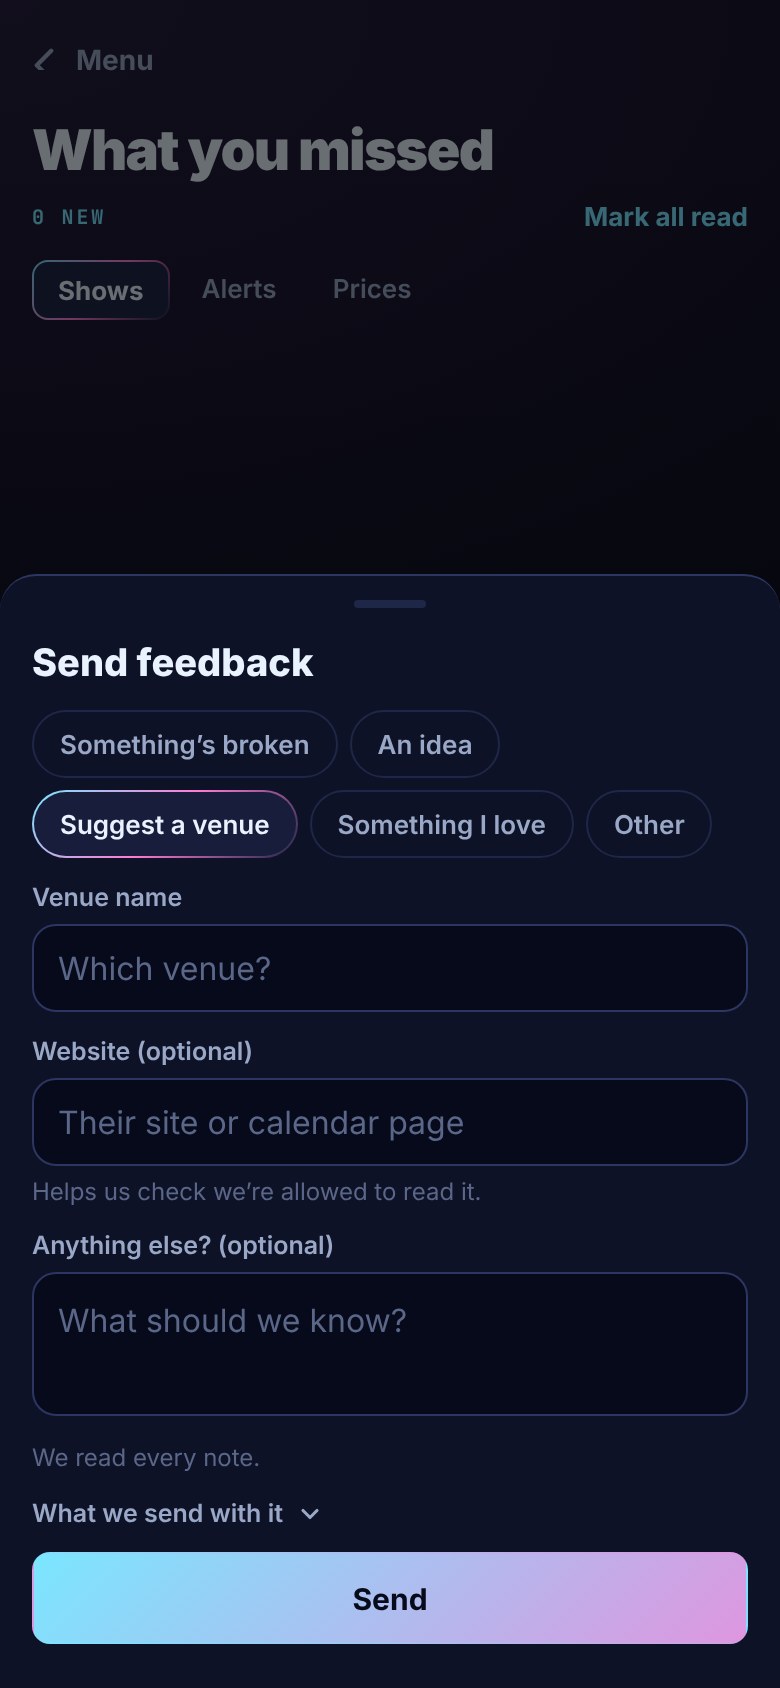 Menu
What you missed
0 NEW
Mark all read
Shows Alerts Prices
Send feedback
Something’s broken An idea
Suggest a venue Something I love Other
Venue name
Which venue?
Website (optional)
Their site or calendar page
Helps us check we’re allowed to read it.
Anything else? (optional)
What should we know?
We read every note.
What we send with it
Send